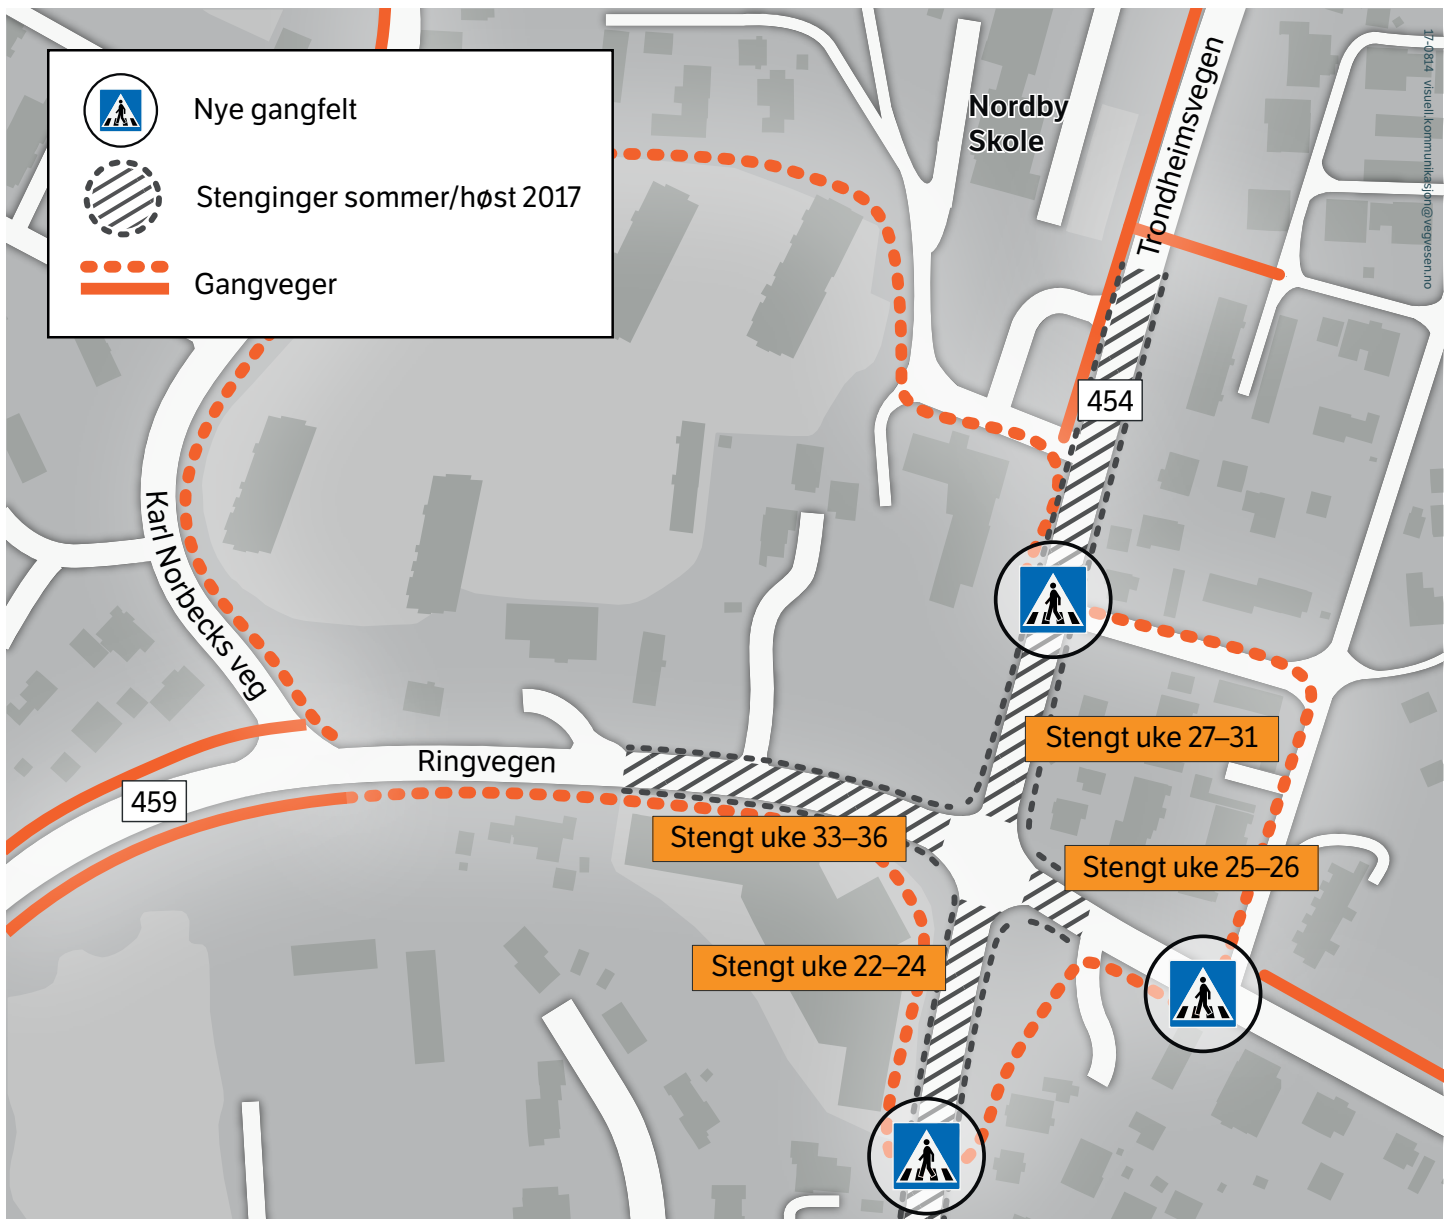 Nye gangfelt
Stenginger sommer/høst 2017
Gangveger
Nordby
Skole
Trondheimsvegen
17-0814 visuell.kommunikasjon@vegvesen.no
454
Karl Norbecks veg
Stengt uke 27–31
Ringvegen
459
Stengt uke 33–36
Stengt uke 25–26
Stengt uke 22–24